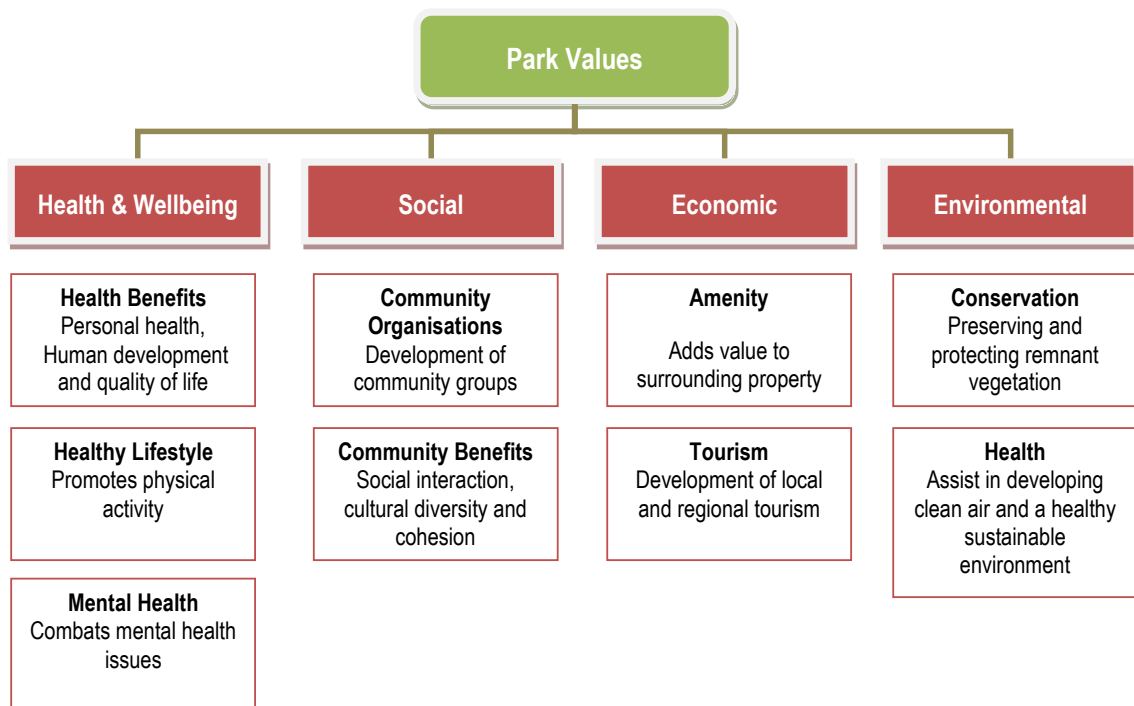 Park Values
Health & Wellbeing
Social
Economic
Environmental
Health Benefits
Personal health,
Human development
and quality of life
Community
Organisations
Development of
community groups
Amenity
Adds value to
surrounding property
Conservation
Preserving and
protecting remnant
vegetation
Healthy Lifestyle
Promotes physical
activity
Community Benefits
Social interaction,
cultural diversity and
cohesion
Tourism
Development of local
and regional tourism
Health
Assist in developing
clean air and a healthy
sustainable
environment
Mental Health
Combats mental health
issues